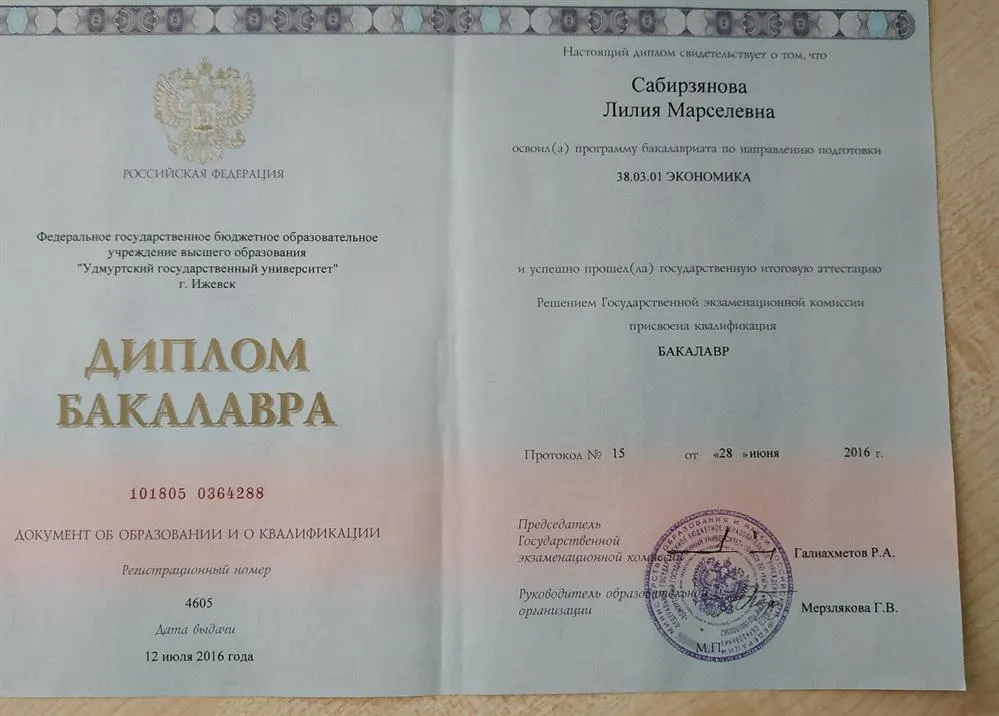 РОССИЙСКАЯ ФЕДЕРАЦИЯ
Федеральное государственное бюджетное образовательное
учреждение высшего образования
"Удмуртский государственный университет"
г. Ижевск
ДИПЛОМ
БАКАЛАВРА
101805 0364288
ДОКУМЕНТ ОБ ОБРАЗОВАНИИ И О КВАЛИФИКАЦИИ
Регистрационный номер
4605
Дата выдачи
12 июля 2016 года
Настоящий диплом свидетельствует о том, что
Сабирзянова
Лилия Марселевна
освоил(а) программу бакалавриата по направлению подготовки
38.03.01 ЭКОНОМИКА
и успешно прошел(ла) государственную итоговую аттестацию
Решением Государственной экзаменационной комиссии
присвоена квалификация
БАКАЛАВР
Протокол № 15 от «28 » июня 2016 г.
Председатель
Государственной
экзаменационной комиссии Галиахметов Р.А.
Руководитель образовательной
организации Мерзлякова Г.В.
М.П.